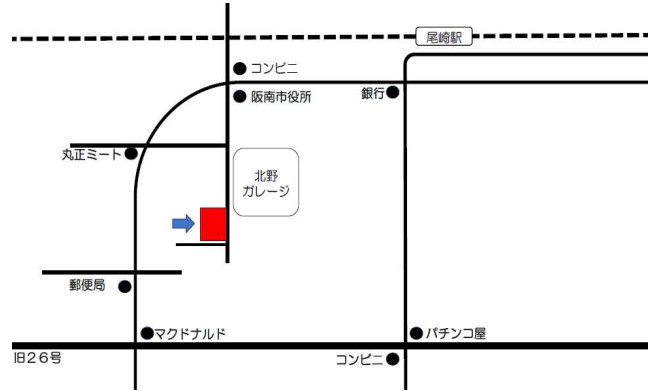 尾崎駅
コンビニ
阪南市役所
銀行
丸正ミート
北野
ガレージ
郵便局
マクドナルド
パチンコ屋
旧26号
コンビニ